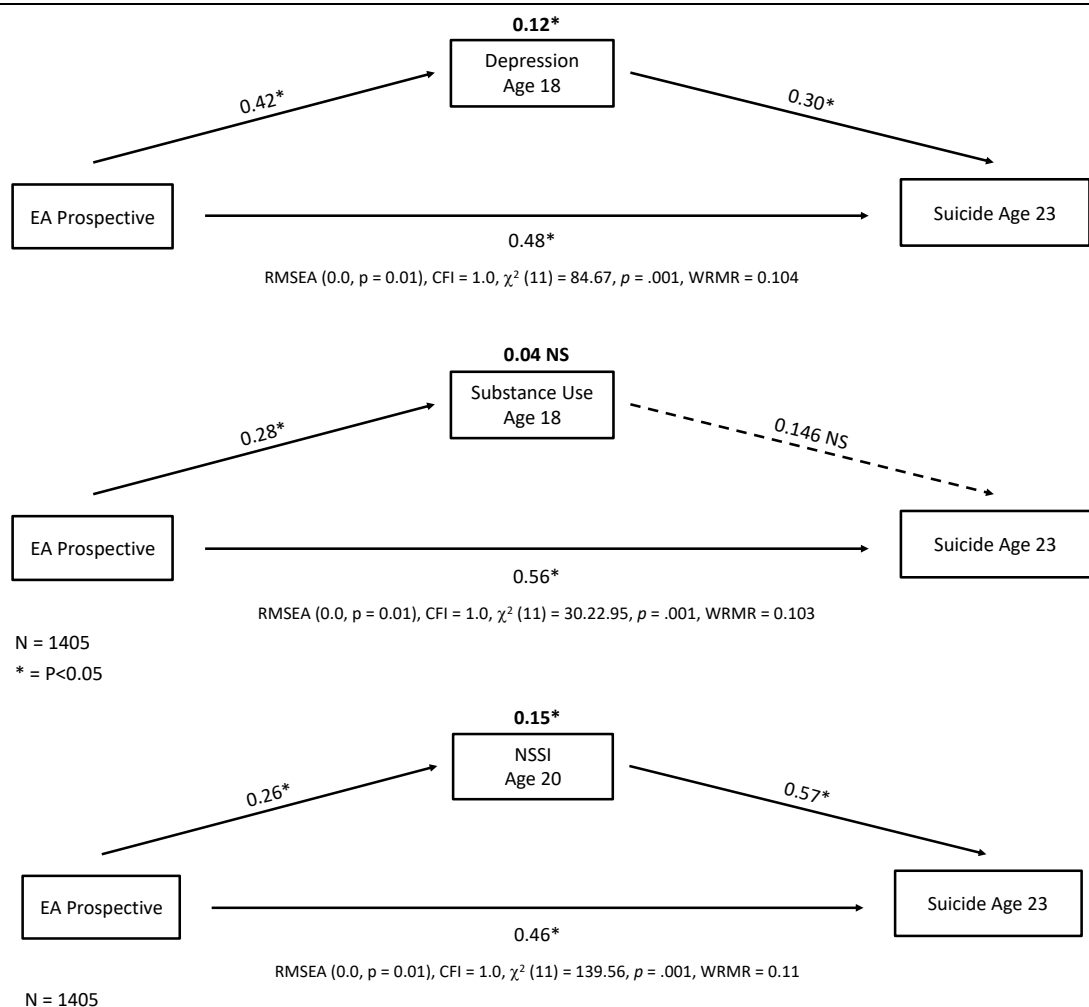 0.12*
Depression
Age 18
0.42*
0.30*
EA Prospective
Suicide Age 23
0.48*
RMSEA (0.0, p = 0.01), CFI = 1.0, χ² (11) = 84.67, p = .001, WRMR = 0.104
0.04 NS
Substance Use
Age 18
0.28*
0.146 NS
EA Prospective
Suicide Age 23
0.56*
RMSEA (0.0, p = 0.01), CFI = 1.0, χ² (11) = 30.22.95, p = .001, WRMR = 0.103
N = 1405
* = P<0.05
0.15*
NSSI
Age 20
0.26*
0.57*
EA Prospective
Suicide Age 23
0.46*
RMSEA (0.0, p = 0.01), CFI = 1.0, χ² (11) = 139.56, p = .001, WRMR = 0.11
N = 1405